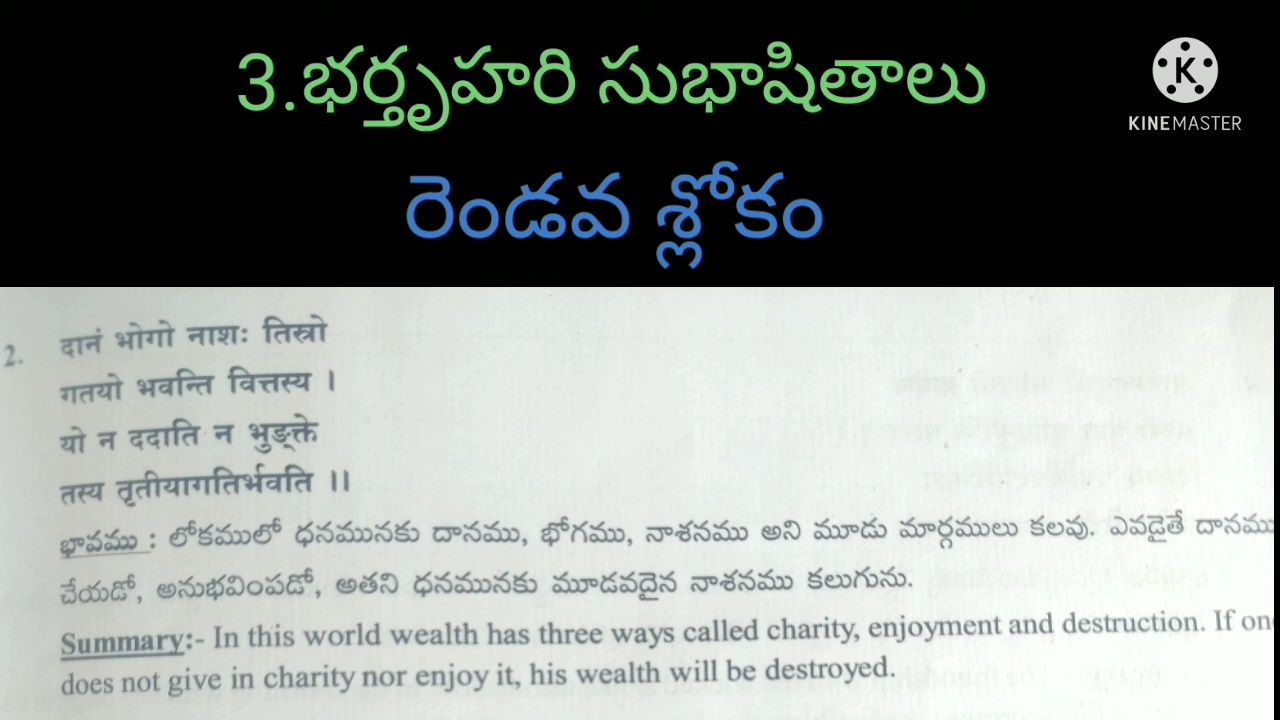 3.భర్తృహరి సుభాషితాలు
K
KINEMASTER
రెండవ శ్లోకం
2. दानं भोगो नाशः तिस्रो
गतयो भवन्ति वित्तस्य ।
यो न ददाति न भुङ्क्ते
तस्य तृतीयागतिर्भवति ।।
భావము : లోకములో ధనమునకు దానము, భోగము, నాశనము అని మూడు మార్గములు కలవు. ఏవడైతే దానము
చేయడో, అనుభవింపడో, అతని ధనమునకు మూడవదైన నాశనము కలుగును.
Summary:- In this world wealth has three ways called charity, enjoyment and destruction. If one
does not give in charity nor enjoy it, his wealth will be destroyed.